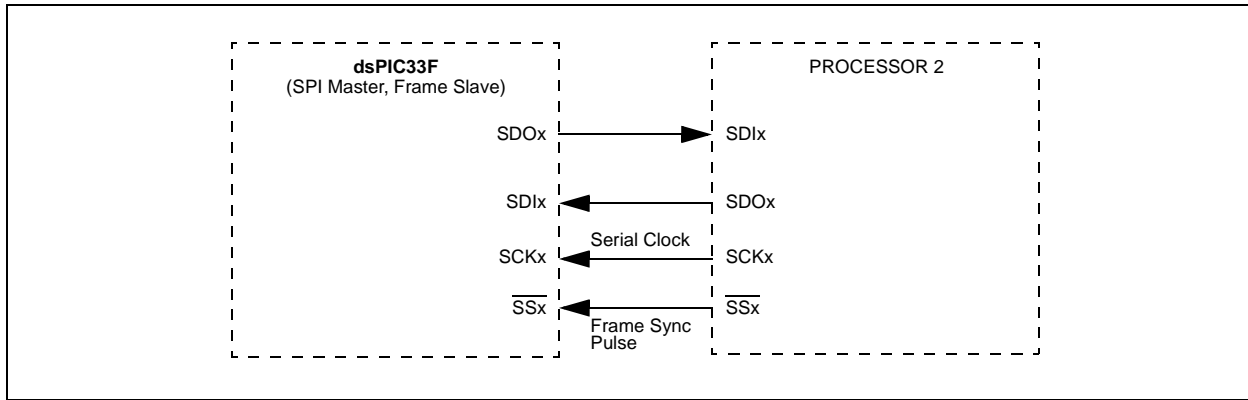 dsPIC33F
(SPI Master, Frame Slave)
PROCESSOR 2
SDOx
SDIx
SDIx
SDOx
Serial Clock
SCKx
SCKx
SSx
SSx
Frame Sync
Pulse